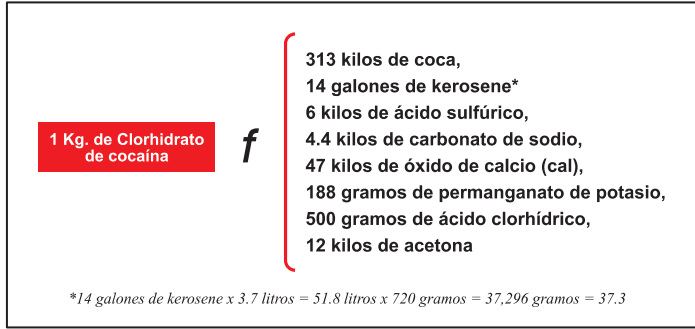 1 Kg. de Clorhidrato
de cocaína
f
313 kilos de coca,
14 galones de kerosene*
6 kilos de ácido sulfúrico,
4.4 kilos de carbonato de sodio,
47 kilos de óxido de calcio (cal),
188 gramos de permanganato de potasio,
500 gramos de ácido clorhídrico,
12 kilos de acetona
*14 galones de kerosene x 3.7 litros = 51.8 litros x 720 gramos = 37,296 gramos = 37.3